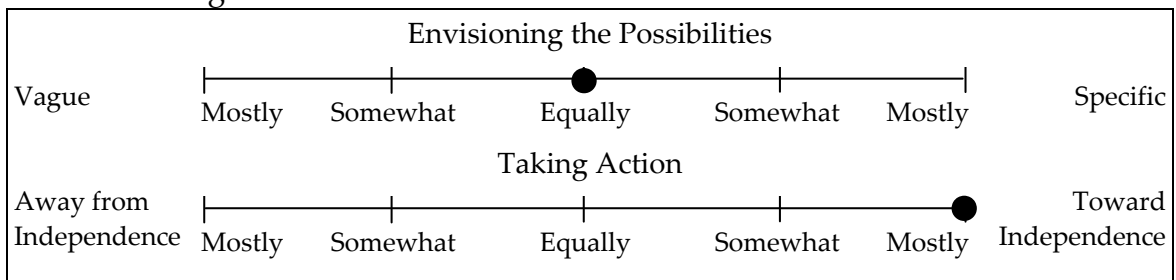 Envisioning the Possibilities
Vague Specific
Mostly Somewhat Equally Somewhat Mostly
Taking Action
Away from Toward
Independence Mostly Somewhat Equally Somewhat Mostly Independence